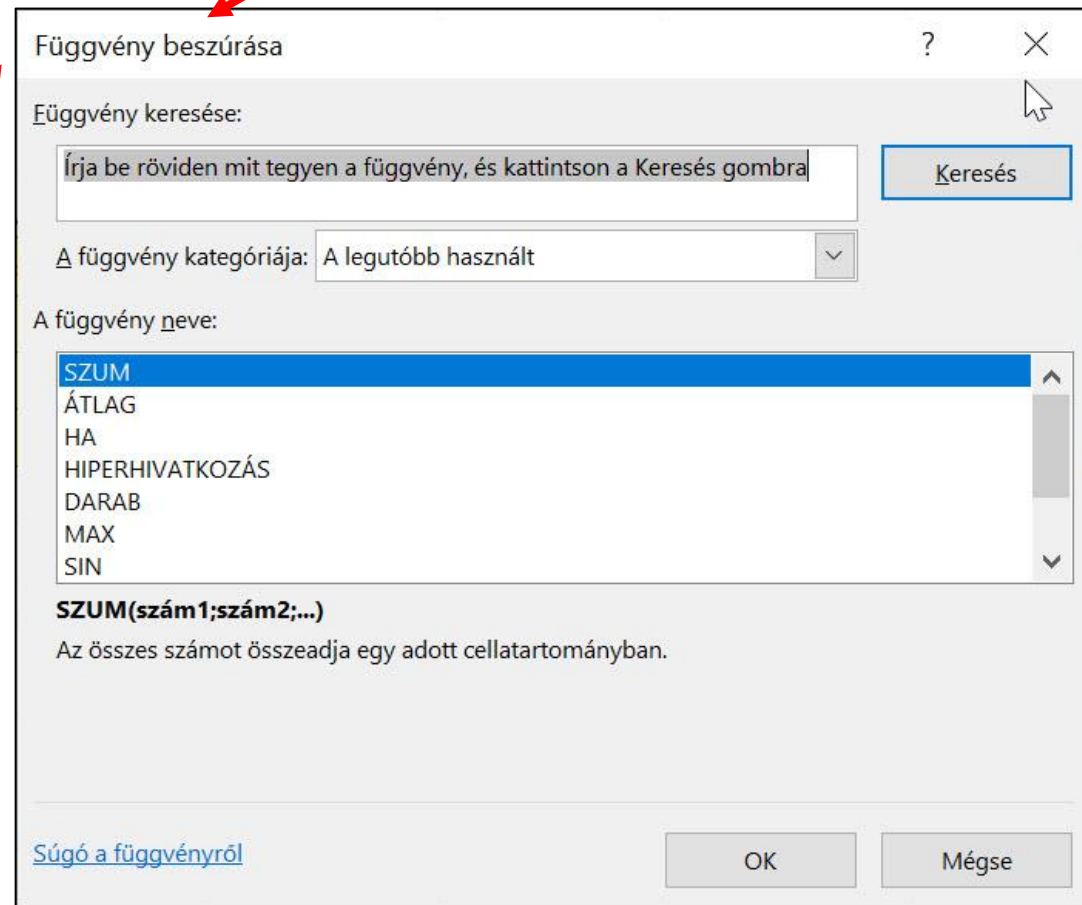 Függvény beszúrása
?
Függvény keresése:
Írja be röviden mit tegyen a függvény, és kattintson a Keresés gombra
Keresés
A függvény kategóriája: A legutóbb használt
A függvény neve:
SZUM
ÁTLAG
HA
HIPERHIVATKOZÁS
DARAB
MAX
SIN
SZUM(szám1;szám2;...)
Az összes számot összeadja egy adott cellatartományban.
Súgó a függvényről
OK
Mégse